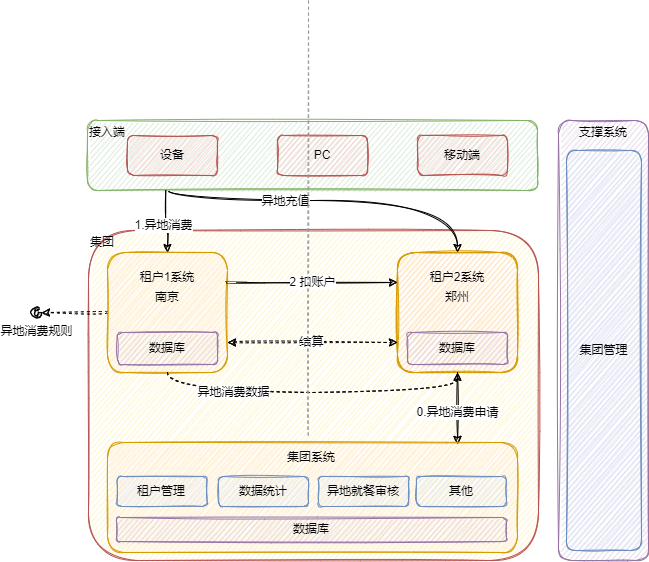 接入端
支撑系统
设备
PC
移动端
异地充值
1.异地消费
集团
租户1系统
南京
2 扣账户
租户2系统
郑州
异地消费规则
数据库
结算
数据库
集团管理
异地消费数据
0.异地消费申请
集团系统
租户管理
数据统计
异地就餐审核
其他
数据库